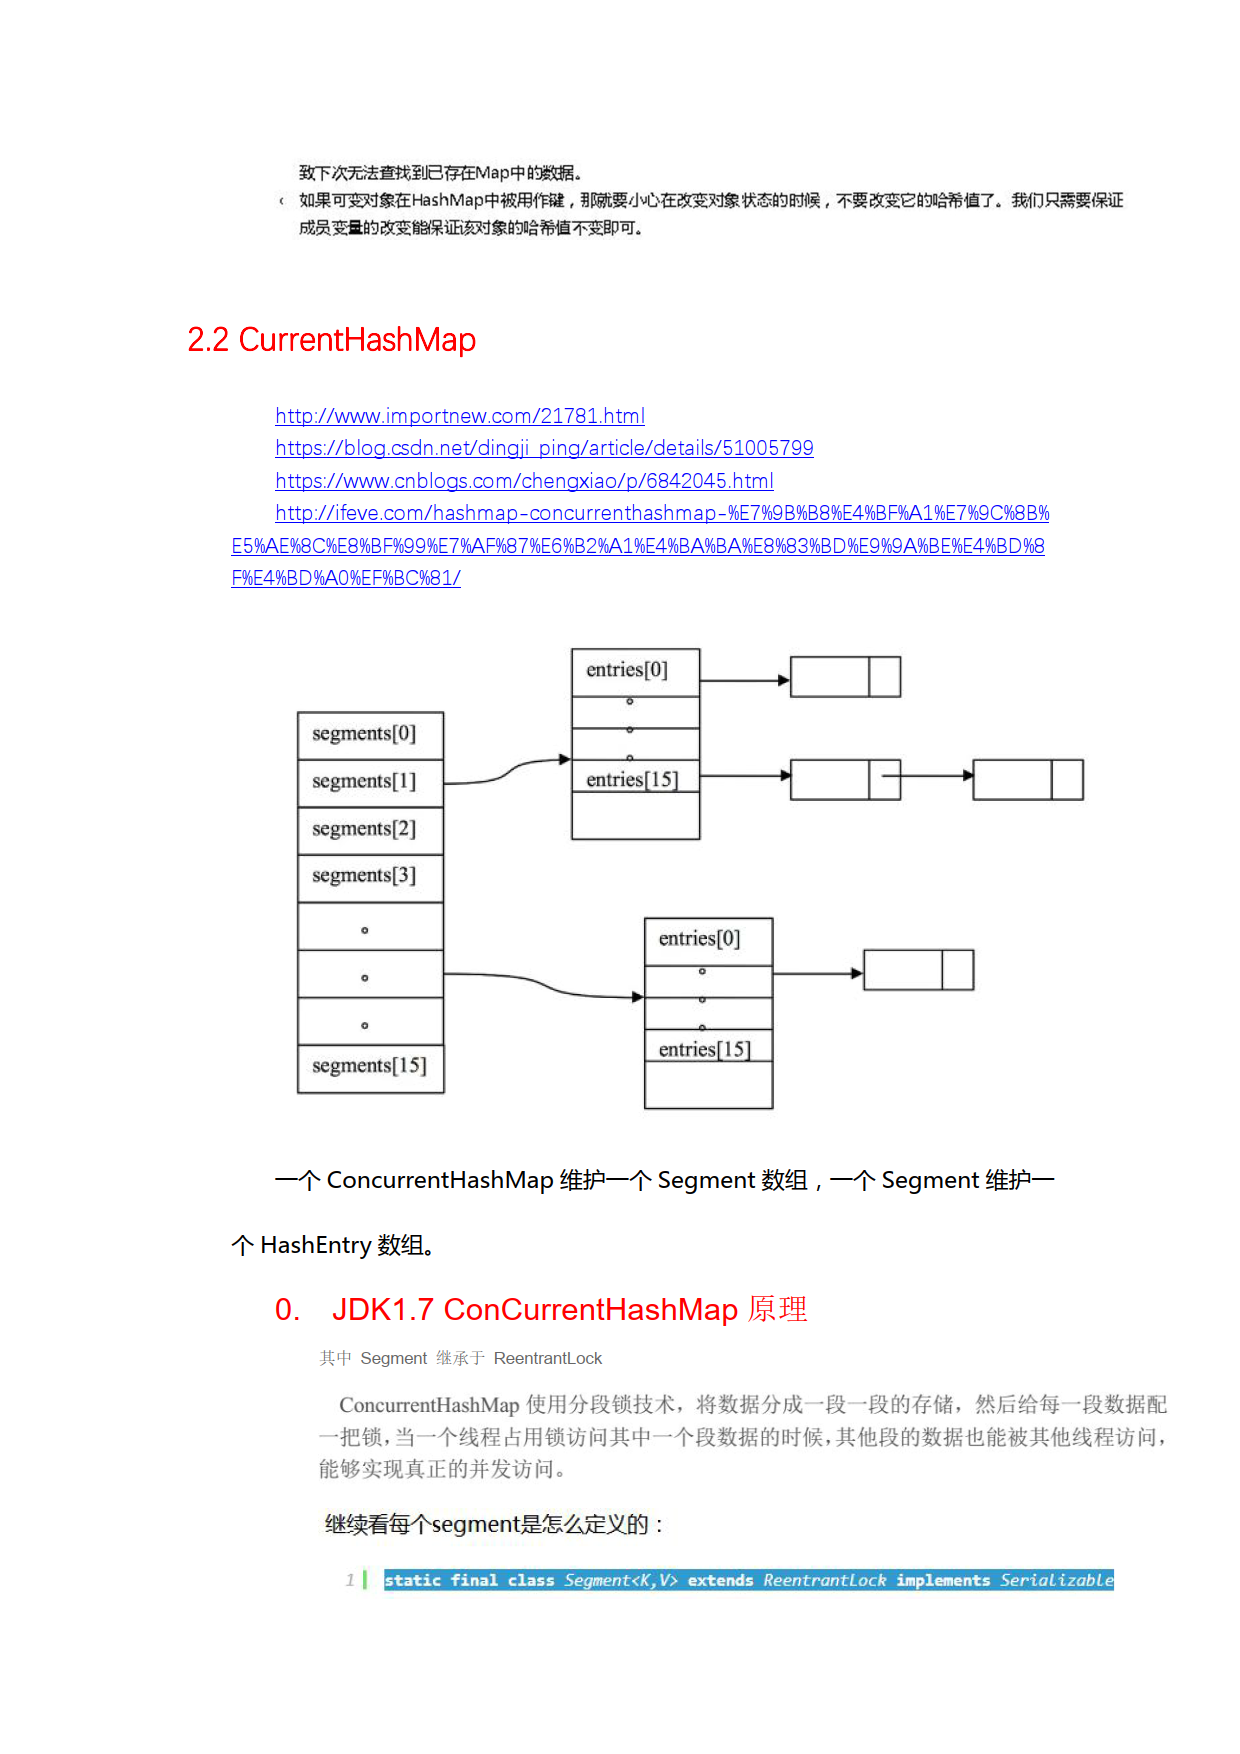 致下次无法查找到已存在Map中的数据。
‹ 如果可变对象在HashMap中被用作键，那就要小心在改变对象状态的时候，不要改变它的哈希值了。我们只需要保证
成员变量的改变能保证该对象的哈希值不变即可。
2.2 CurrentHashMap
http://www.importnew.com/21781.html
https://blog.csdn.net/dingji_ping/article/details/51005799
https://www.cnblogs.com/chengxiao/p/6842045.html
http://ifeve.com/hashmap-concurrenthashmap-%E7%9B%B8%E4%BF%A1%E7%9C%8B%
E5%AE%8C%E8%BF%99%E7%AF%87%E6%B2%A1%E4%BA%BA%E8%83%BD%E9%9A%BE%E4%BD%8
F%E4%BD%A0%EF%BC%81/
entries[0]
entries[15]
segments[0]
segments[1]
segments[2]
segments[3]
segments[15]
entries[0]
entries[15]
一个 ConcurrentHashMap 维护一个 Segment 数组，一个 Segment 维护一
个 HashEntry 数组。
0. JDK1.7 ConCurrentHashMap 原理
其中 Segment 继承于 ReentrantLock
ConcurrentHashMap 使用分段锁技术，将数据分成一段一段的存储，然后给每一段数据配
一把锁，当一个线程占用锁访问其中一个段数据的时候，其他段的数据也能被其他线程访问，
能够实现真正的并发访问。
继续看每个segment是怎么定义的：
1 static final class Segment<K,V> extends ReentrantLock implements Serializable